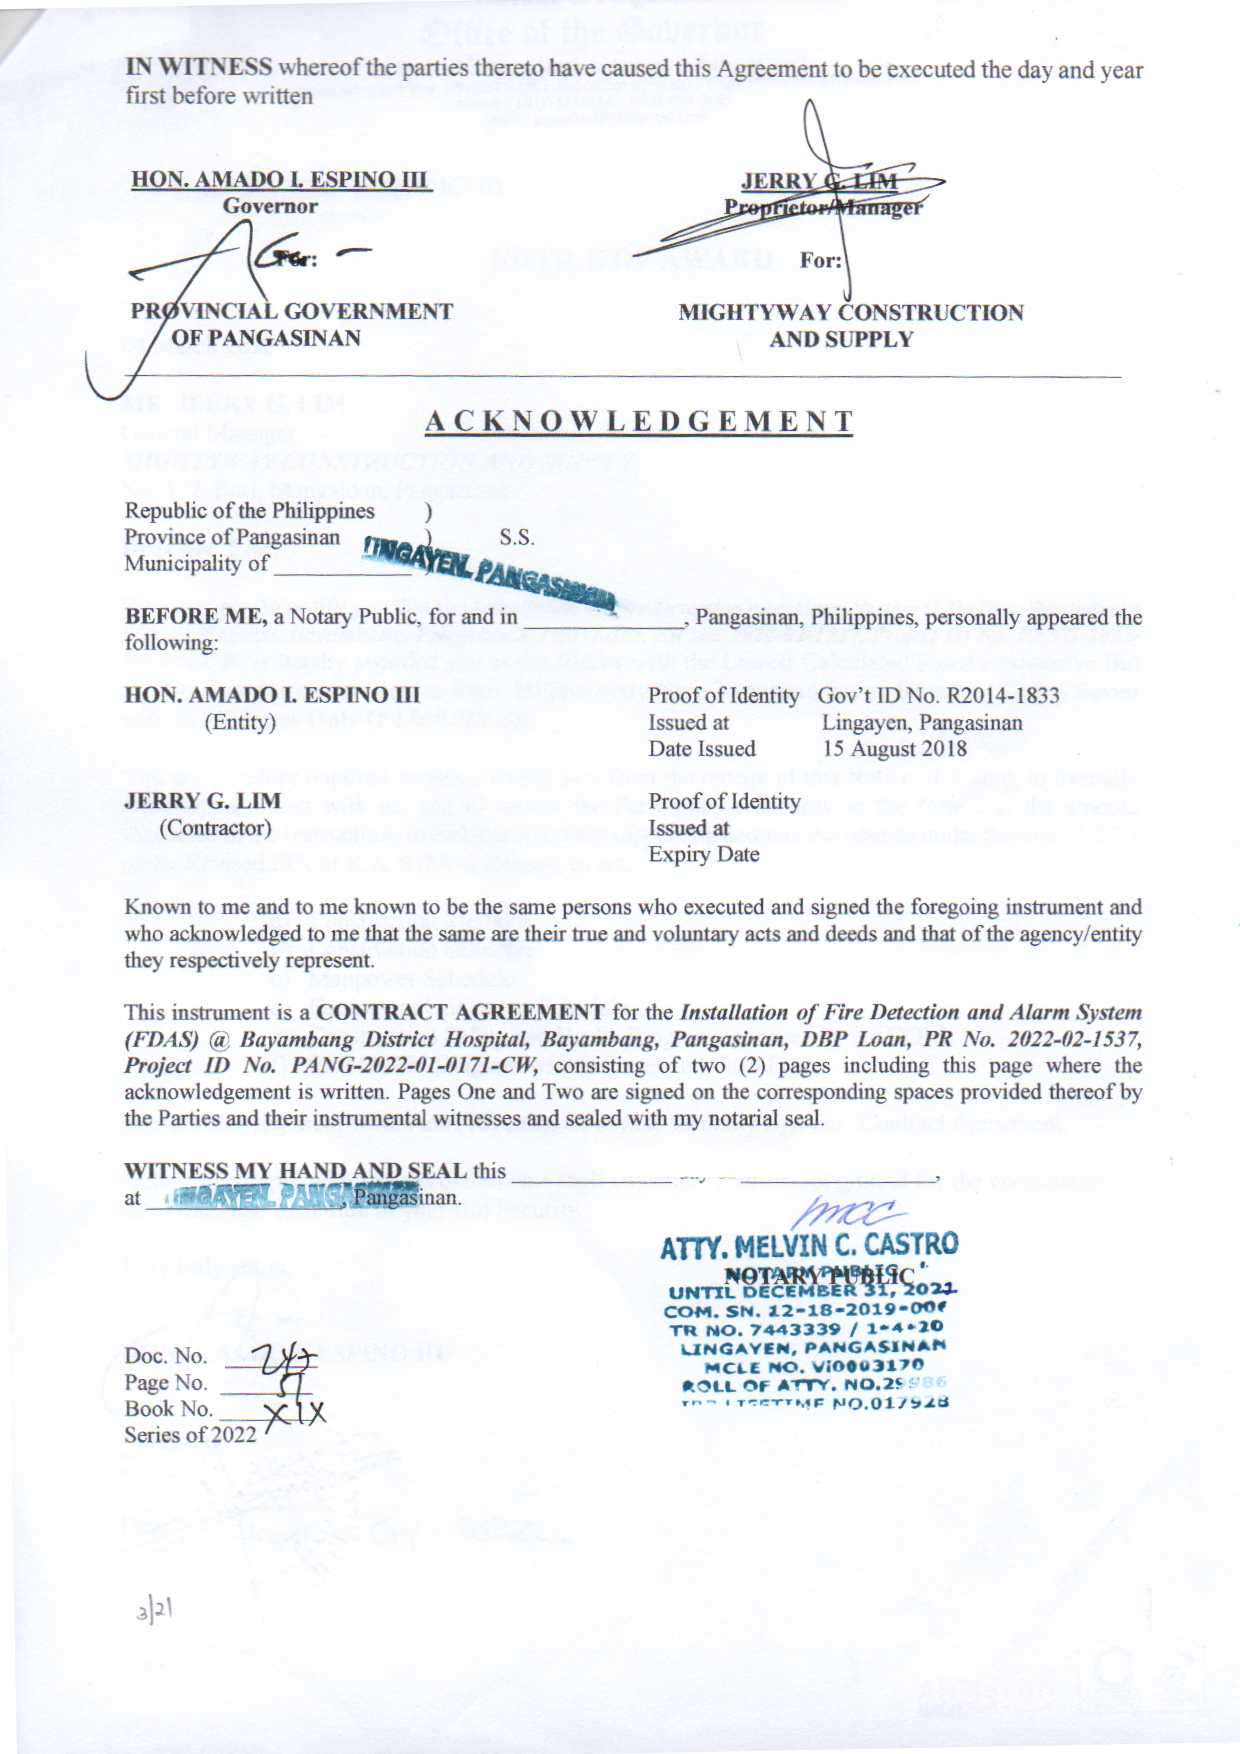 IN WITNESS whereof the parties thereto have caused this Agreement to be executed the day and year
first before written
HON. AMADO I. ESPINO III
Governor
For:
PROVINCIAL GOVERNMENT
OF PANGASINAN
JERRY G. LIM
Proprietor/Manager
For:
MIGHTYWAY CONSTRUCTION
AND SUPPLY
ACKNOWLEDGEMENT
Republic of the Philippines )
Province of Pangasinan ) S.S.
Municipality of ____________ )
LINGAYEN, PANGASINAN
BEFORE ME, a Notary Public, for and in ______________, Pangasinan, Philippines, personally appeared the
following:
HON. AMADO I. ESPINO III Proof of Identity Gov't ID No. R2014-1833
(Entity) Issued at Lingayen, Pangasinan
Date Issued 15 August 2018
JERRY G. LIM Proof of Identity
(Contractor) Issued at
Expiry Date
Known to me and to me known to be the same persons who executed and signed the foregoing instrument and
who acknowledged to me that the same are their true and voluntary acts and deeds and that of the agency/entity
they respectively represent.
This instrument is a CONTRACT AGREEMENT for the Installation of Fire Detection and Alarm System
(FDAS) @ Bayambang District Hospital, Bayambang, Pangasinan, DBP Loan, PR No. 2022-02-1537,
Project ID No. PANG-2022-01-0171-CW, consisting of two (2) pages including this page where the
acknowledgement is written. Pages One and Two are signed on the corresponding spaces provided thereof by
the Parties and their instrumental witnesses and sealed with my notarial seal.
WITNESS MY HAND AND SEAL this
at LINGAYEN, PANGASINAN, Pangasinan.
ATTY. MELVIN C. CASTRO
NOTARY PUBLIC
NOTARY PUBLIC
UNTIL DECEMBER 31, 2021
COM. SN. 12-18-2019-006
TR NO. 7443339 / 1-4-20
LINGAYEN, PANGASINAN
MCLE NO. Vi0003170
ROLL OF ATTY. NO.29986
NO.017928
Doc. No. 247
Page No. 51
Book No. XIX
Series of 2022
3/21